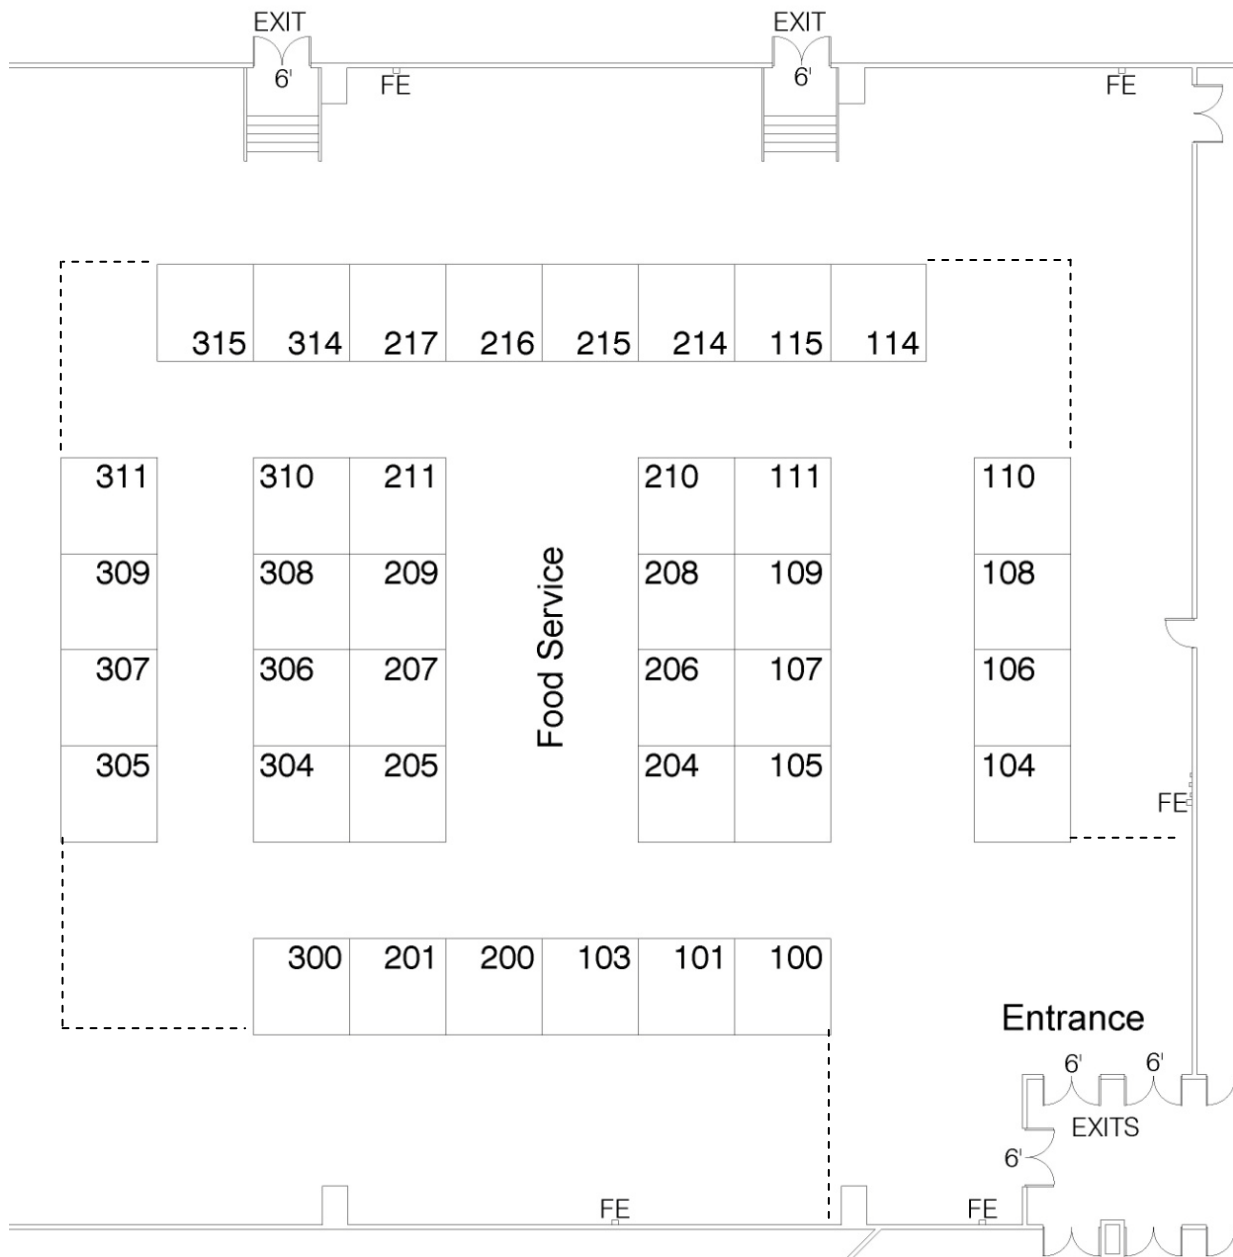 EXIT EXIT
6' 6'
FE FE
315 314 217 216 215 214 115 114
311 310 211 210 111 110
309 308 209 208 109 108
307 306 207 206 107 106
305 304 205 204 105 104
Food Service
FE
300 201 200 103 101 100
Entrance
6' 6'
EXITS
6'
FE FE